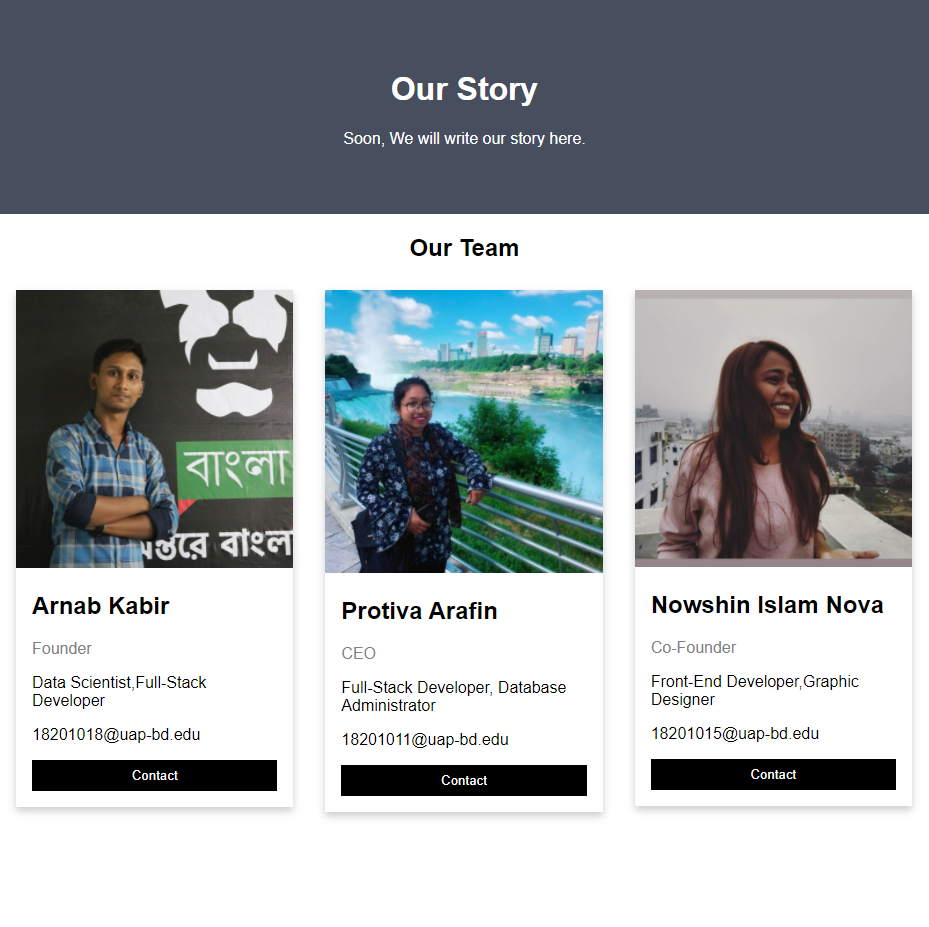 Our Story
Soon, We will write our story here.
Our Team
বাংলা
অন্তরে বাংলা
Arnab Kabir
Founder
Data Scientist,Full-Stack
Developer
18201018@uap-bd.edu
Contact
Protiva Arafin
CEO
Full-Stack Developer, Database
Administrator
18201011@uap-bd.edu
Contact
Nowshin Islam Nova
Co-Founder
Front-End Developer,Graphic
Designer
18201015@uap-bd.edu
Contact